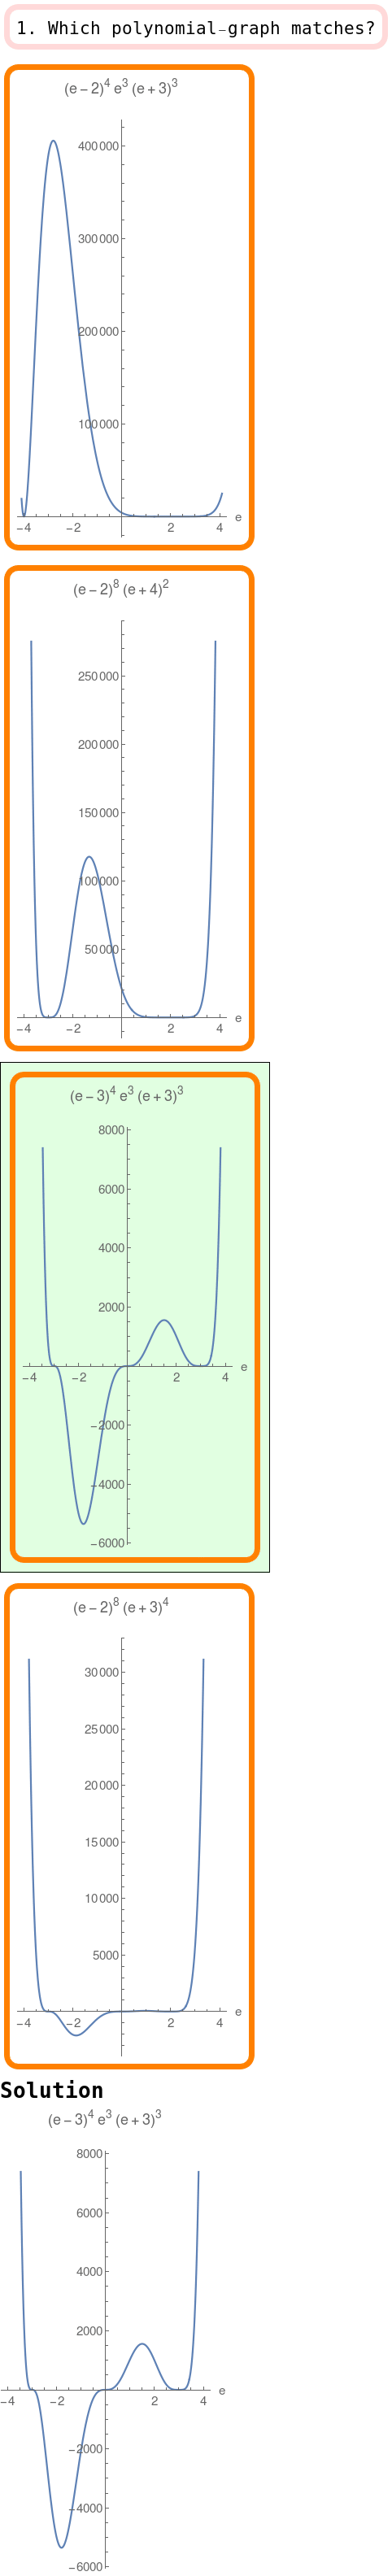 1. Which polynomial-graph matches?
(e − 2)⁴ e³ (e + 3)³
400 000
300 000
200 000
100 000
−4 −2 2 4 e
(e − 2)⁸ (e + 4)²
250 000
200 000
150 000
100 000
50 000
−4 −2 2 4 e
(e − 3)⁴ e³ (e + 3)³
8000
6000
4000
2000
−4 −2 2 4 e
−2000
−4000
−6000
(e − 2)⁸ (e + 3)⁴
30 000
25 000
20 000
15 000
10 000
5000
−4 −2 2 4 e
Solution
(e − 3)⁴ e³ (e + 3)³
8000
6000
4000
2000
−4 −2 2 4 e
−2000
−4000
−6000